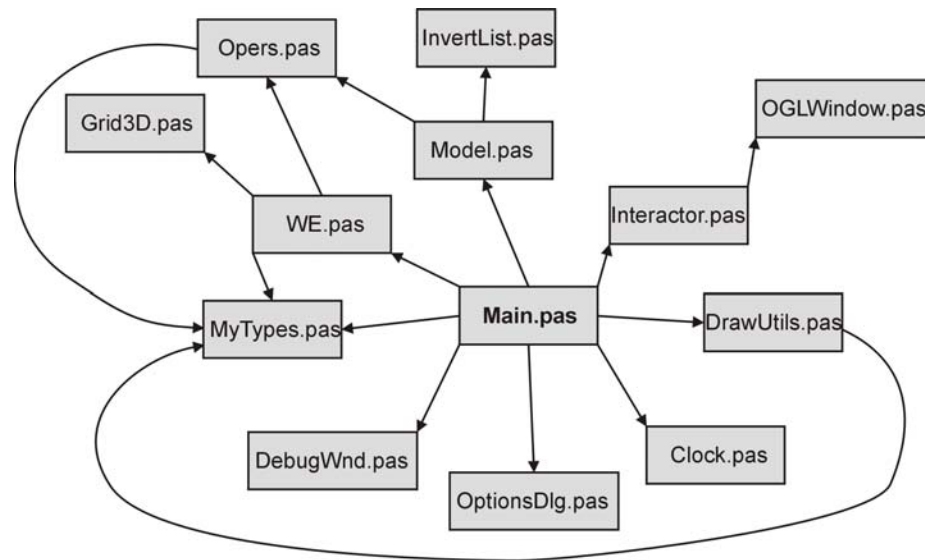 Opers.pas
InvertList.pas
OGLWindow.pas
Grid3D.pas
Model.pas
WE.pas
Interactor.pas
MyTypes.pas
Main.pas
DrawUtils.pas
DebugWnd.pas
Clock.pas
OptionsDlg.pas